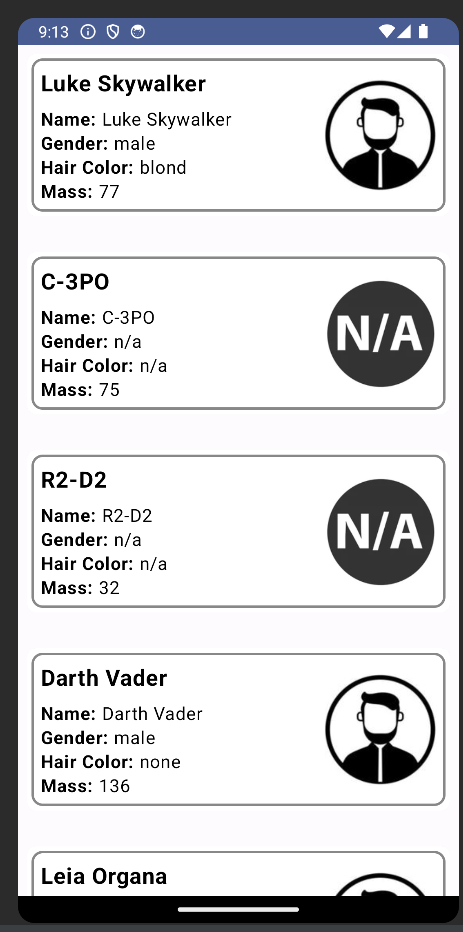 9:13
Luke Skywalker
Name: Luke Skywalker
Gender: male
Hair Color: blond
Mass: 77
C-3PO
Name: C-3PO
Gender: n/a
Hair Color: n/a
Mass: 75
N/A
R2-D2
Name: R2-D2
Gender: n/a
Hair Color: n/a
Mass: 32
N/A
Darth Vader
Name: Darth Vader
Gender: male
Hair Color: none
Mass: 136
Leia Organa